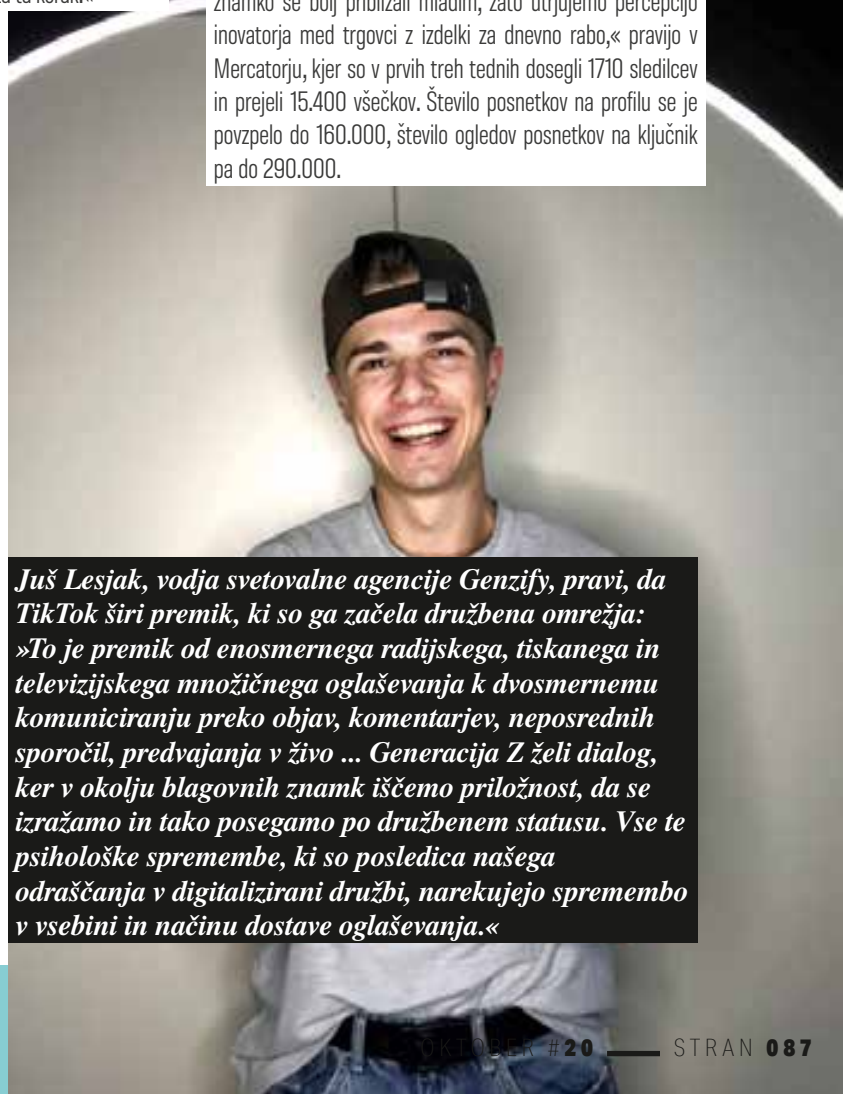 ta korak.«
znamko še bolj približali mladim, zato utrjujemo percepcijo
inovatorja med trgovci z izdelki za dnevno rabo,« pravijo v
Mercatorju, kjer so v prvih treh tednih dosegli 1710 sledilcev
in prejeli 15.400 všečkov. Število posnetkov na profilu se je
povzpelo do 160.000, število ogledov posnetkov na ključnik
pa do 290.000.
Juš Lesjak, vodja svetovalne agencije Genzify, pravi, da
TikTok širi premik, ki so ga začela družbena omrežja:
»To je premik od enosmernega radijskega, tiskanega in
televizijskega množičnega oglaševanja k dvosmernemu
komuniciranju preko objav, komentarjev, neposrednih
sporočil, predvajanja v živo ... Generacija Z želi dialog,
ker v okolju blagovnih znamk iščemo priložnost, da se
izražamo in tako posegamo po družbenem statusu. Vse te
psihološke spremembe, ki so posledica našega
odraščanja v digitalizirani družbi, narekujejo spremembo
v vsebini in načinu dostave oglaševanja.«
OKTOBER #20 STRAN 087